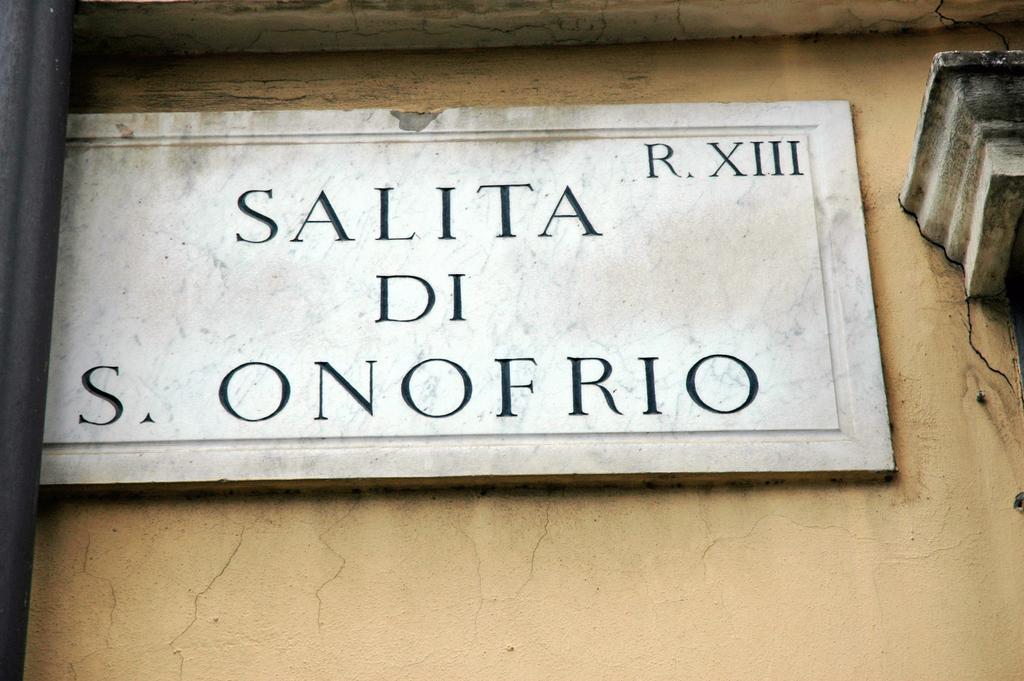 R. XIII
SALITA
DI
S. ONOFRIO